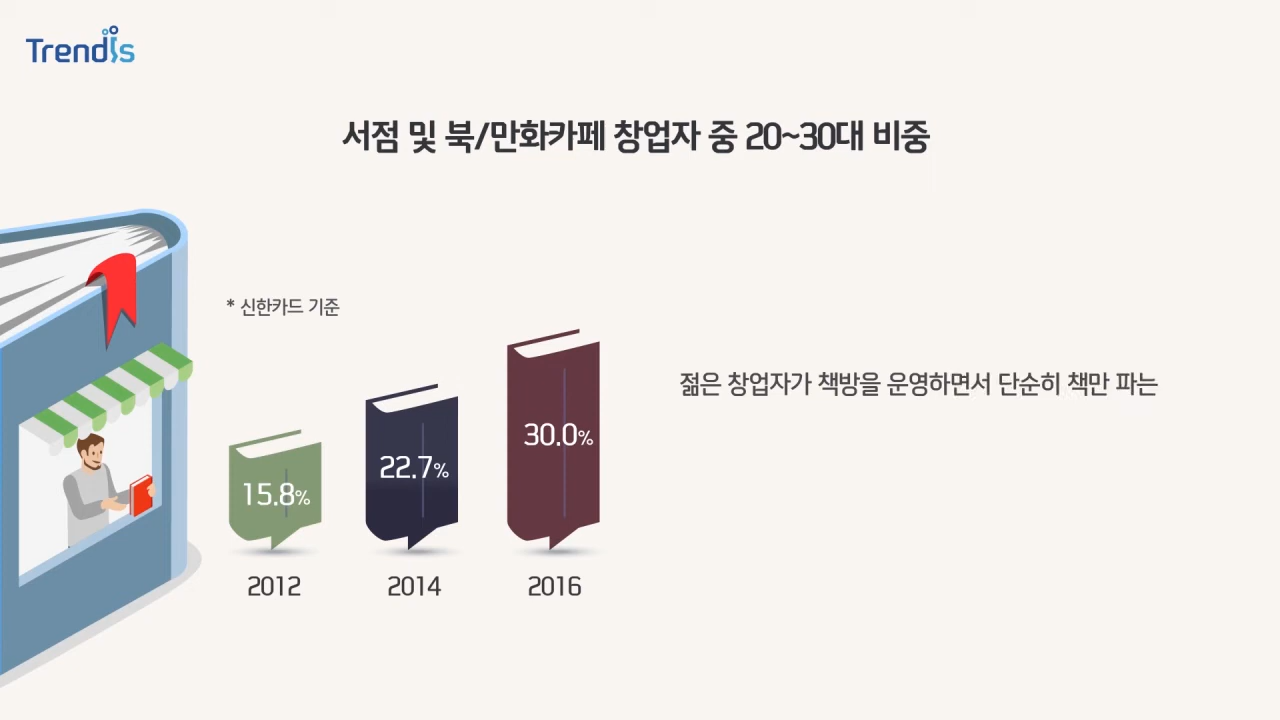 Trendis
서점 및 북/만화카페 창업자 중 20~30대 비중
* 신한카드 기준
젊은 창업자가 책방을 운영하면서 단순히 책만 파는
15.8%
22.7%
30.0%
2012
2014
2016